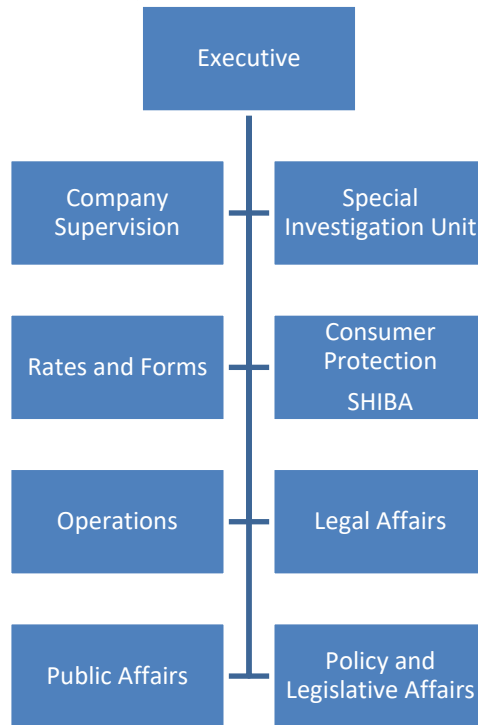 Executive
Company
Supervision
Special
Investigation Unit
Rates and Forms
Consumer
Protection
SHIBA
Operations
Legal Affairs
Public Affairs
Policy and
Legislative Affairs